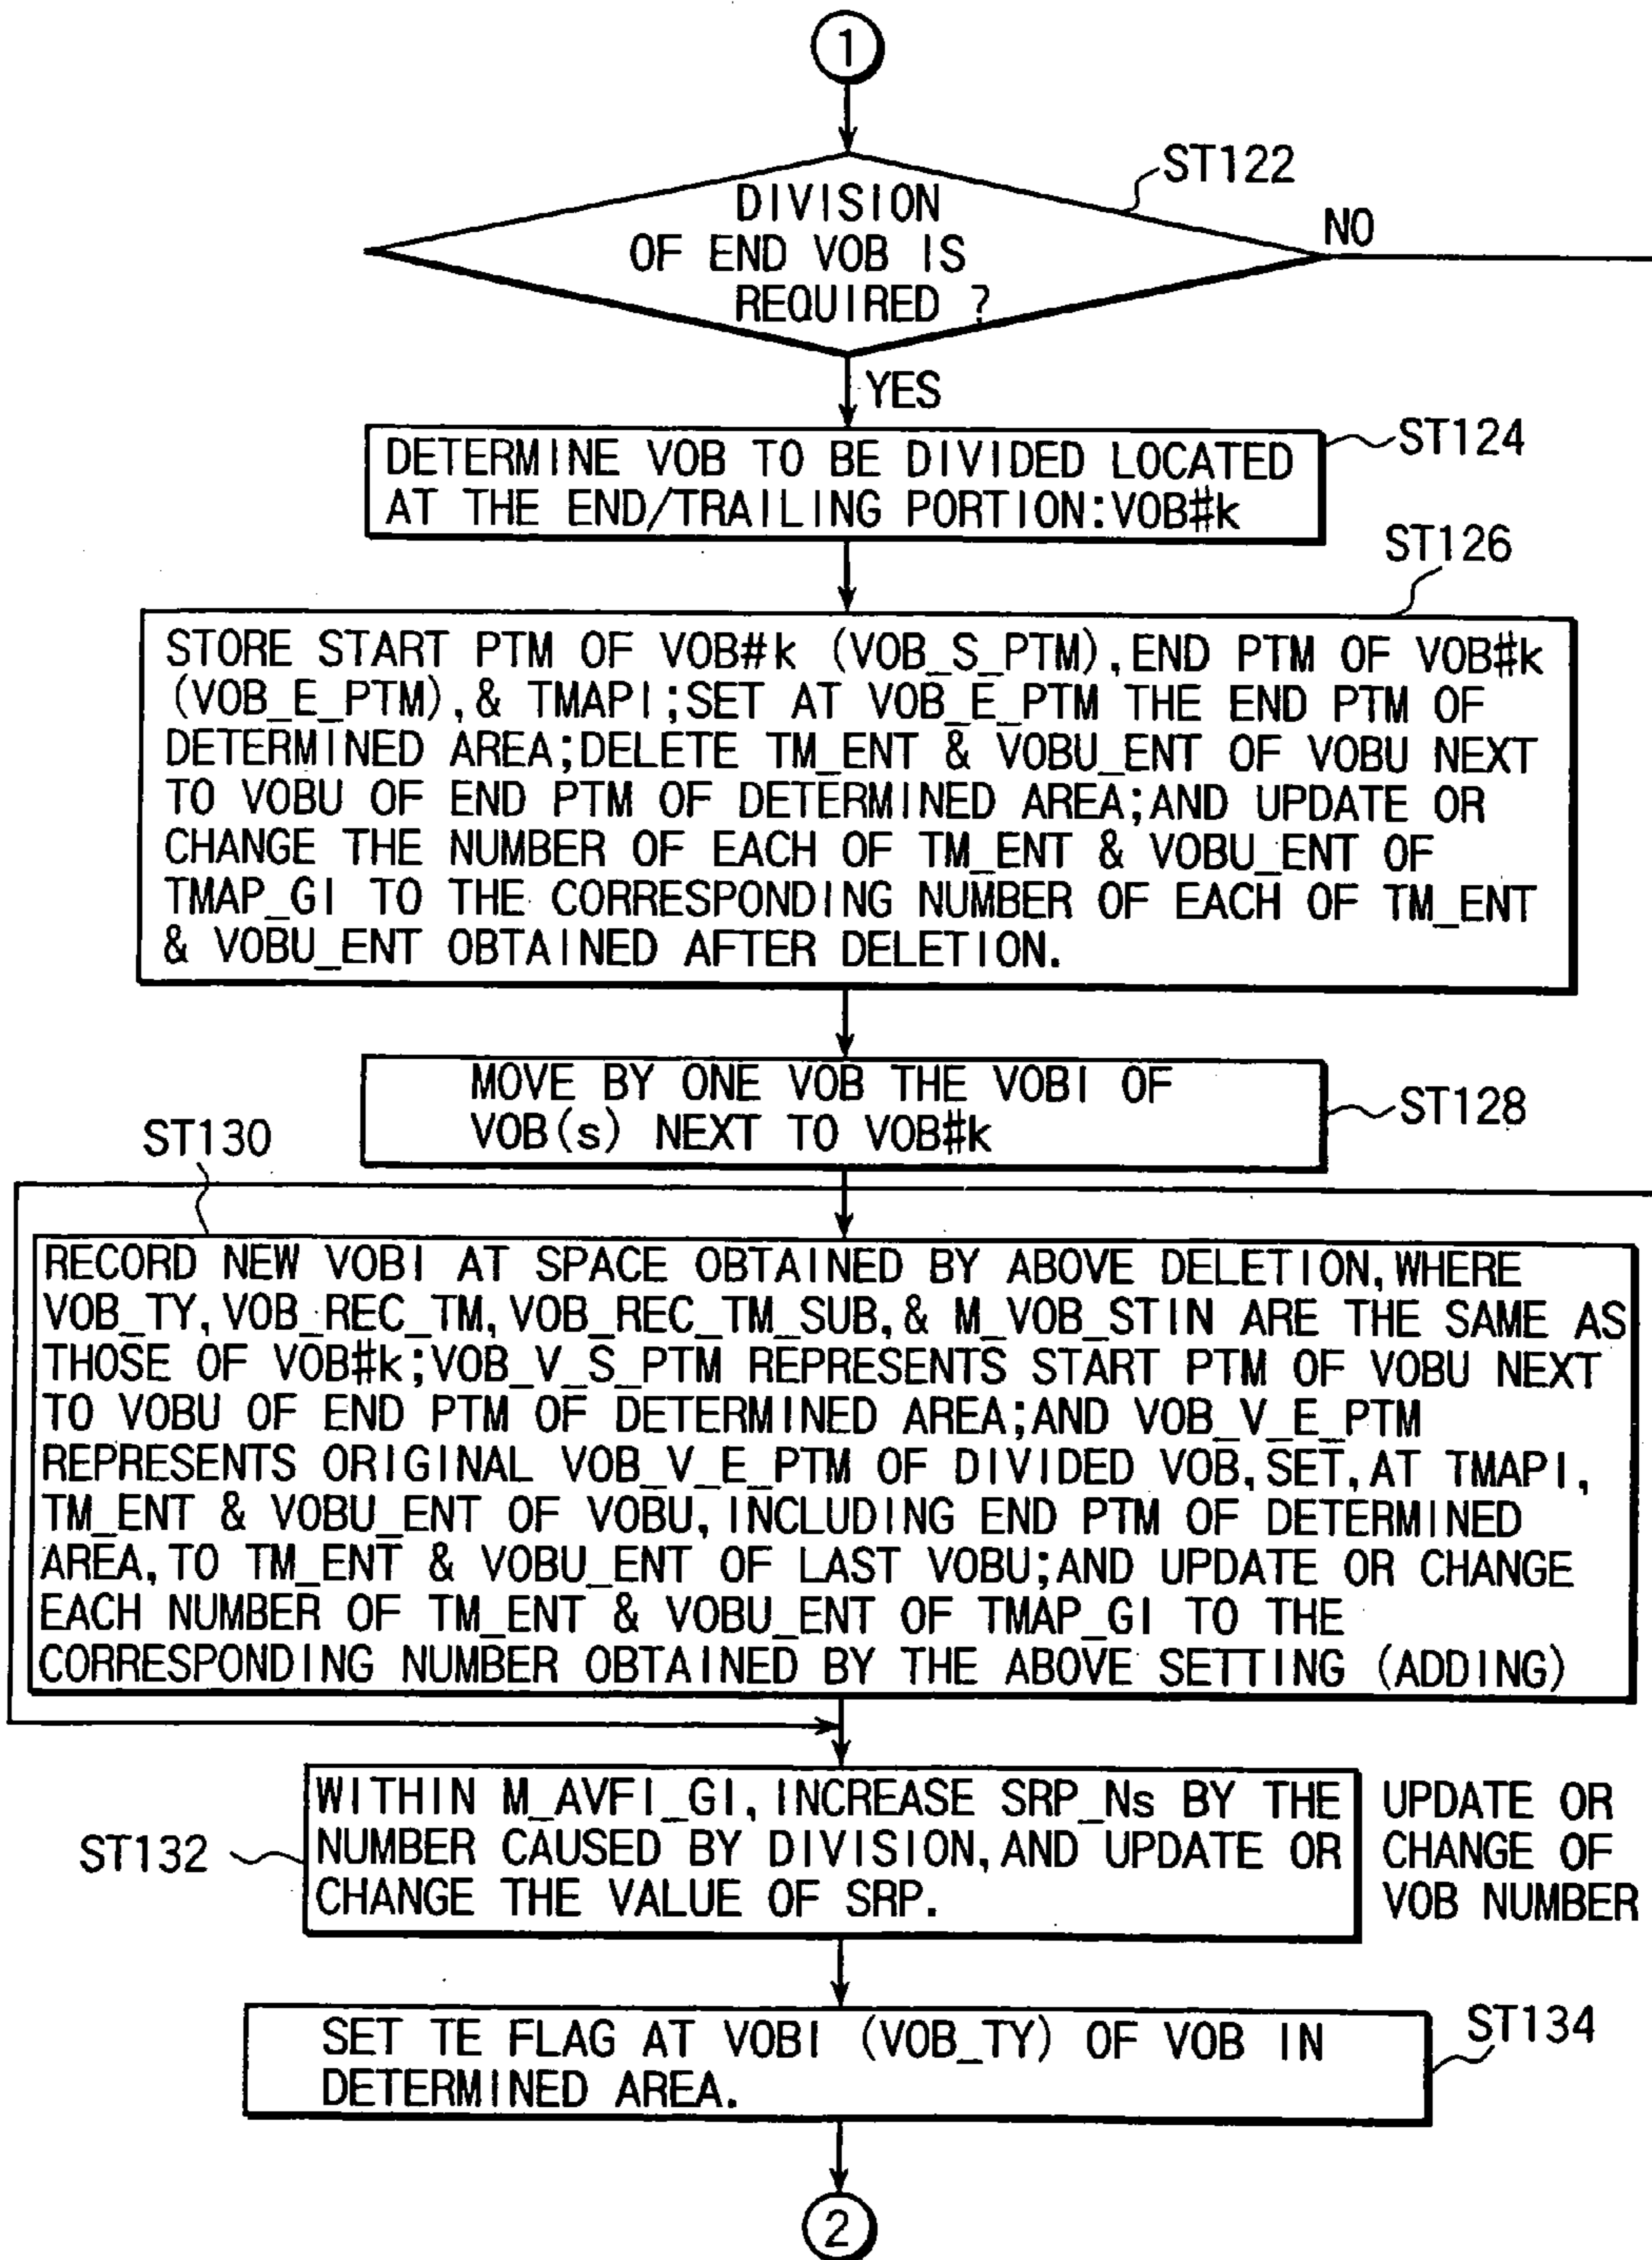 1
DIVISION
OF END VOB IS
REQUIRED ?
ST122
NO
YES
DETERMINE VOB TO BE DIVIDED LOCATED
AT THE END/TRAILING PORTION:VOB#k
ST124
ST126
STORE START PTM OF VOB#k (VOB_S_PTM),END PTM OF VOB#k
(VOB_E_PTM),& TMAPI;SET AT VOB_E_PTM THE END PTM OF
DETERMINED AREA;DELETE TM_ENT & VOBU_ENT OF VOBU NEXT
TO VOBU OF END PTM OF DETERMINED AREA;AND UPDATE OR
CHANGE THE NUMBER OF EACH OF TM_ENT & VOBU_ENT OF
TMAP_GI TO THE CORRESPONDING NUMBER OF EACH OF TM_ENT
& VOBU_ENT OBTAINED AFTER DELETION.
MOVE BY ONE VOB THE VOBI OF
VOB(s) NEXT TO VOB#k
ST128
ST130
RECORD NEW VOBI AT SPACE OBTAINED BY ABOVE DELETION,WHERE
VOB_TY,VOB_REC_TM,VOB_REC_TM_SUB,& M_VOB_STIN ARE THE SAME AS
THOSE OF VOB#k;VOB_V_S_PTM REPRESENTS START PTM OF VOBU NEXT
TO VOBU OF END PTM OF DETERMINED AREA;AND VOB_V_E_PTM
REPRESENTS ORIGINAL VOB_V_E_PTM OF DIVIDED VOB,SET,AT TMAPI,
TM_ENT & VOBU_ENT OF VOBU,INCLUDING END PTM OF DETERMINED
AREA,TO TM_ENT & VOBU_ENT OF LAST VOBU;AND UPDATE OR CHANGE
EACH NUMBER OF TM_ENT & VOBU_ENT OF TMAP_GI TO THE
CORRESPONDING NUMBER OBTAINED BY THE ABOVE SETTING (ADDING)
ST132
WITHIN M_AVFI_GI,INCREASE SRP_Ns BY THE
NUMBER CAUSED BY DIVISION,AND UPDATE OR
CHANGE THE VALUE OF SRP.
UPDATE OR
CHANGE OF
VOB NUMBER
SET TE FLAG AT VOBI (VOB_TY) OF VOB IN
DETERMINED AREA.
ST134
2